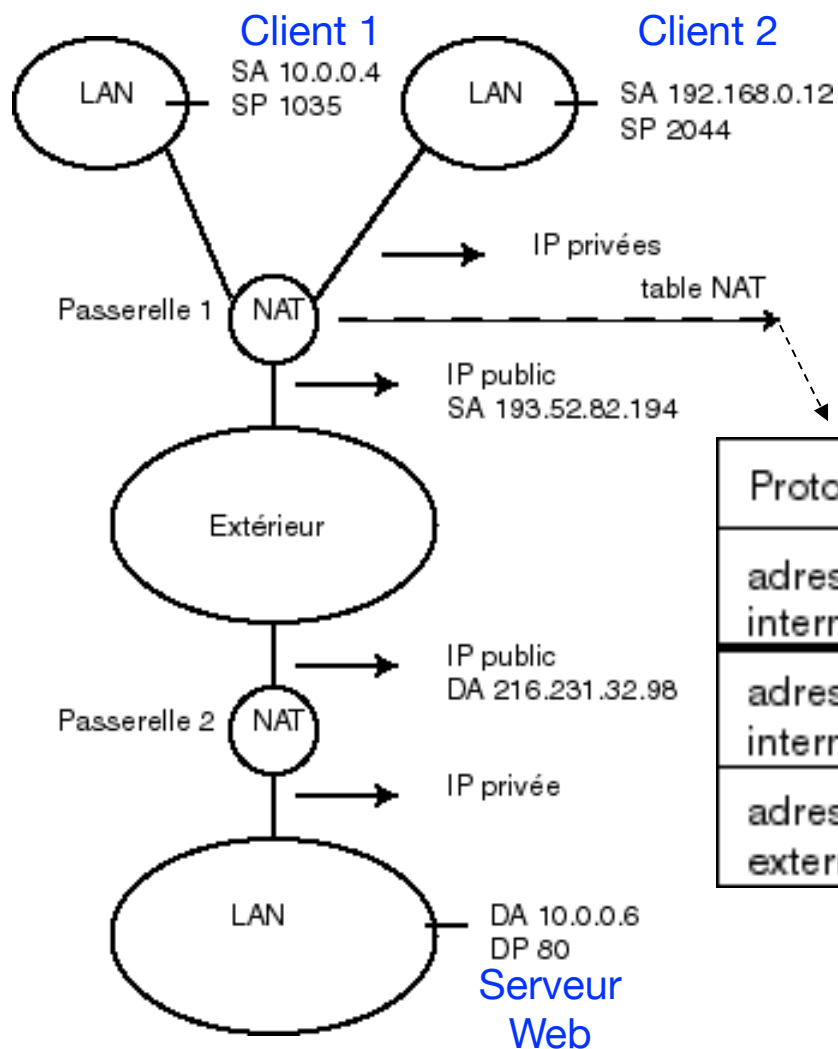 Client 1
Client 2
LAN
SA 10.0.0.4
SP 1035
LAN
SA 192.168.0.12
SP 2044
IP privées
table NAT
Passerelle 1
NAT
IP public
SA 193.52.82.194
Extérieur
IP public
DA 216.231.32.98
Passerelle 2
NAT
IP privée
LAN
DA 10.0.0.6
DP 80
Serveur
Web